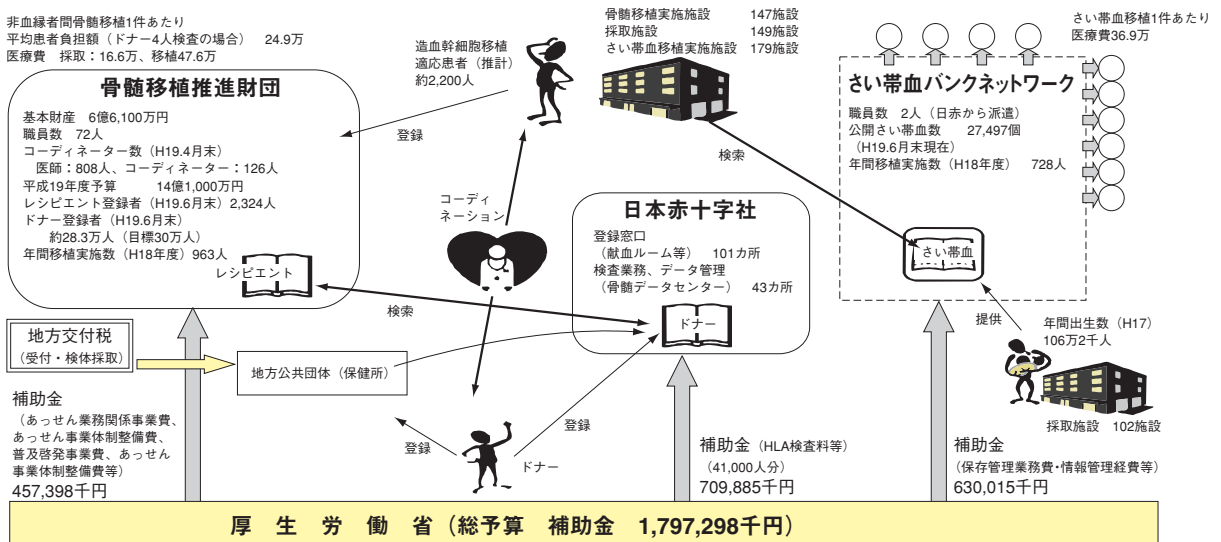 非血縁者間骨髄移植1件あたり
平均患者負担額（ドナー4人検査の場合） 24.9万
医療費 採取：16.6万、移植47.6万
骨髄移植推進財団
基本財産 6億6,100万円
職員数 72人
コーディネーター数（H19.4月末）
医師：808人、コーディネーター：126人
平成19年度予算 14億1,000万円
レシピエント登録者（H19.6月末）2,324人
ドナー登録者（H19.6月末）
約28.3万人（目標30万人）
年間移植実施数（H18年度）963人
レシピエント
造血幹細胞移植
適応患者（推計）
約2,200人
登録
骨髄移植実施施設 147施設
採取施設 149施設
さい帯血移植実施施設 179施設
検索
コーディ
ネーション
検索
日本赤十字社
登録窓口
（献血ルーム等） 101カ所
検査業務、データ管理
（骨髄データセンター） 43カ所
ドナー
さい帯血移植1件あたり
医療費36.9万
さい帯血バンクネットワーク
職員数 2人（日赤から派遣）
公開さい帯血数 27,497個
（H19.6月末現在）
年間移植実施数（H18年度） 728人
さい帯血
提供
年間出生数（H17）
106万2千人
採取施設 102施設
地方交付税
（受付・検体採取）
地方公共団体（保健所）
登録
登録
ドナー
補助金
（あっせん業務関係事業費、
あっせん事業体制整備費、
普及啓発事業費、あっせん
事業体制整備費等）
457,398千円
補助金（HLA検査料等）
（41,000人分）
709,885千円
補助金
（保存管理業務費・情報管理経費等）
630,015千円
厚生労働省（総予算 補助金 1,797,298千円）